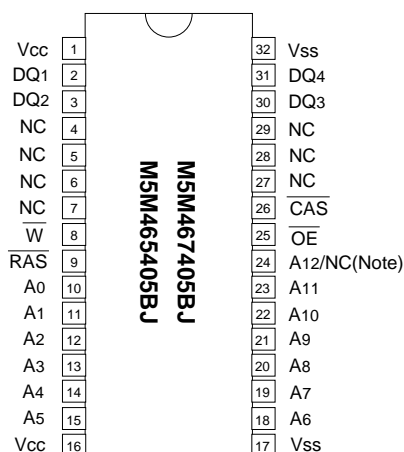 Vcc 1 32 Vss
DQ1 2 31 DQ4
DQ2 3 30 DQ3
NC 4 29 NC
NC 5 28 NC
NC 6 27 NC
NC 7 26 C̅A̅S̅
W̅ 8 25 O̅E̅
R̅A̅S̅ 9 24 A12/NC(Note)
A0 10 23 A11
A1 11 22 A10
A2 12 21 A9
A3 13 20 A8
A4 14 19 A7
A5 15 18 A6
Vcc 16 17 Vss
M5M467405BJ
M5M465405BJ